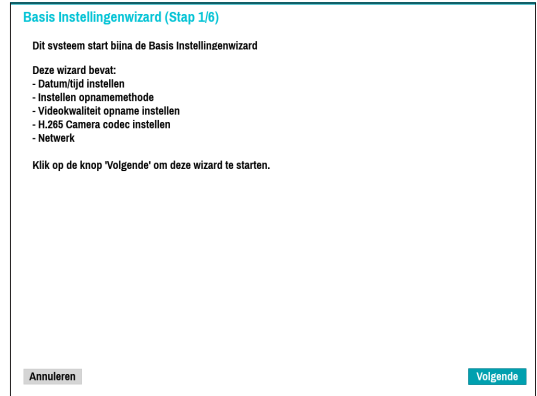 Basis Instellingenwizard (Stap 1/6)
Dit systeem start bijna de Basis Instellingenwizard
Deze wizard bevat:
- Datum/tijd instellen
- Instellen opnamemethode
- Videokwaliteit opname instellen
- H.265 Camera codec instellen
- Netwerk
Klik op de knop 'Volgende' om deze wizard te starten.
Annuleren
Volgende